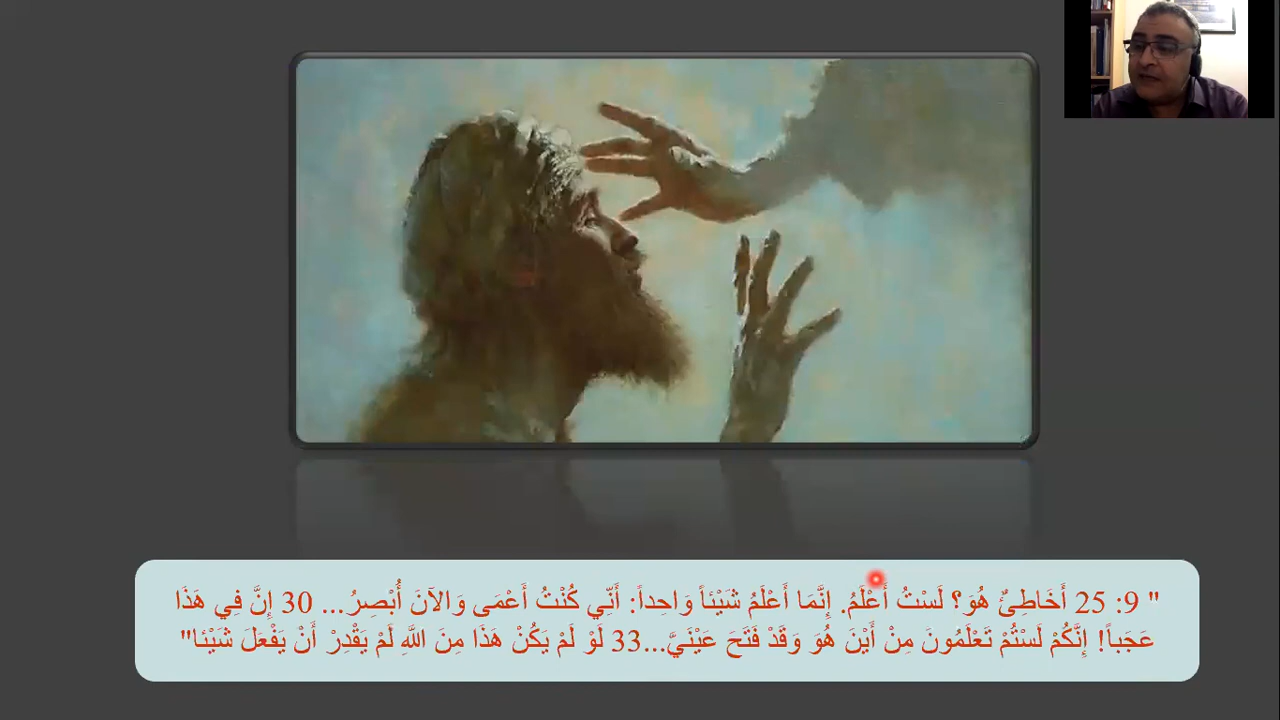 " 9: 25 أَخَاطِئٌ هُوَ؟ لَسْتُ أَعْلَمُ. إِنَّمَا أَعْلَمُ شَيْئاً وَاحِداً: أَنِّي كُنْتُ أَعْمَى وَالآنَ أُبْصِرُ... 30 إِنَّ فِي هَذَا
عَجَباً! إِنَّكُمْ لَسْتُمْ تَعْلَمُونَ مِنْ أَيْنَ هُوَ وَقَدْ فَتَحَ عَيْنَيَّ...33 لَوْ لَمْ يَكُنْ هَذَا مِنَ اللَّهِ لَمْ يَقْدِرْ أَنْ يَفْعَلَ شَيْئا"